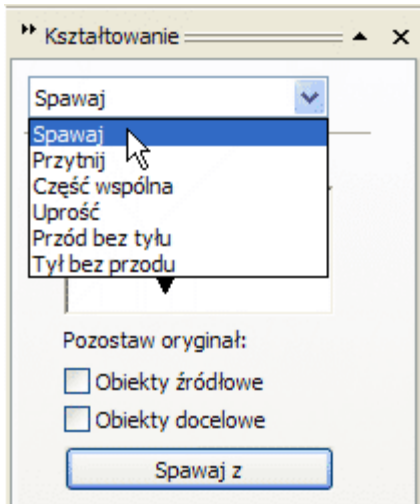 Kształtowanie
Spawaj
Spawaj
Przytnij
Część wspólna
Uprość
Przód bez tyłu
Tył bez przodu
Pozostaw oryginał:
Obiekty źródłowe
Obiekty docelowe
Spawaj z